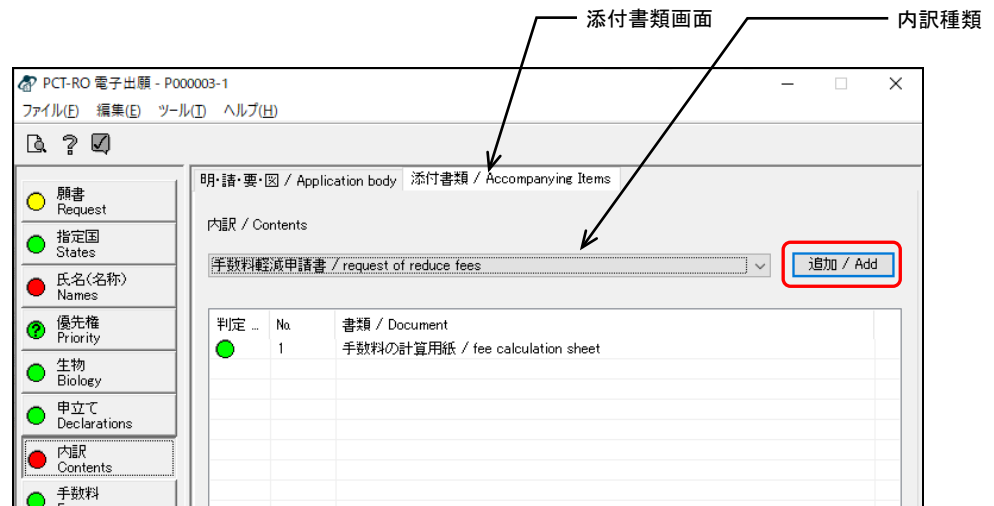 添付書類画面
内訳種類
PCT-RO 電子出願 - P000003-1
ファイル(F) 編集(E) ツール(T) ヘルプ(H)
明・請・要・図 / Application body
添付書類 / Accompanying Items
願書
Request
指定国
States
氏名(名称)
Names
優先権
Priority
生物
Biology
申立て
Declarations
内訳
Contents
手数料
内訳 / Contents
手数料軽減申請書 / request of reduce fees
追加 / Add
判定 ... No. 書類 / Document
1 手数料の計算用紙 / fee calculation sheet